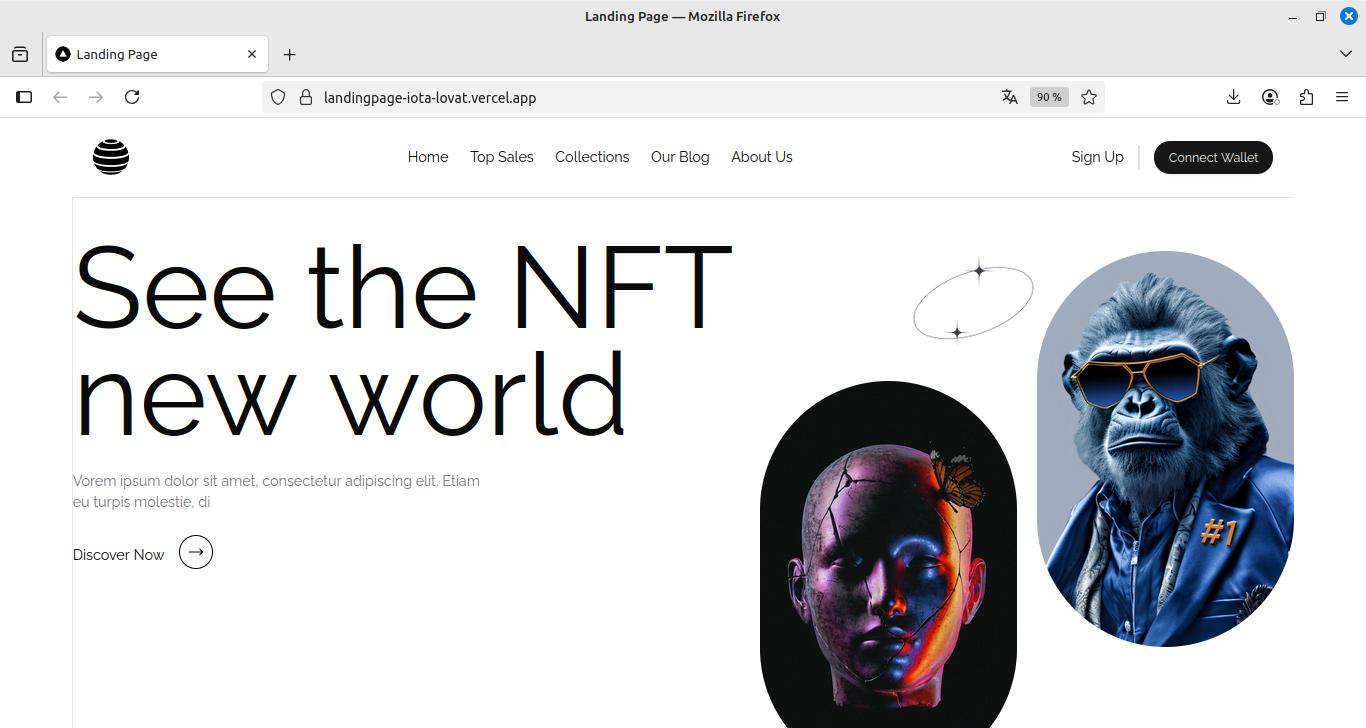 Landing Page — Mozilla Firefox
Landing Page
landingpage-iota-lovat.vercel.app
90 %
Home Top Sales Collections Our Blog About Us Sign Up Connect Wallet
See the NFT
new world
Vorem ipsum dolor sit amet, consectetur adipiscing elit. Etiam
eu turpis molestie, di
Discover Now
#1